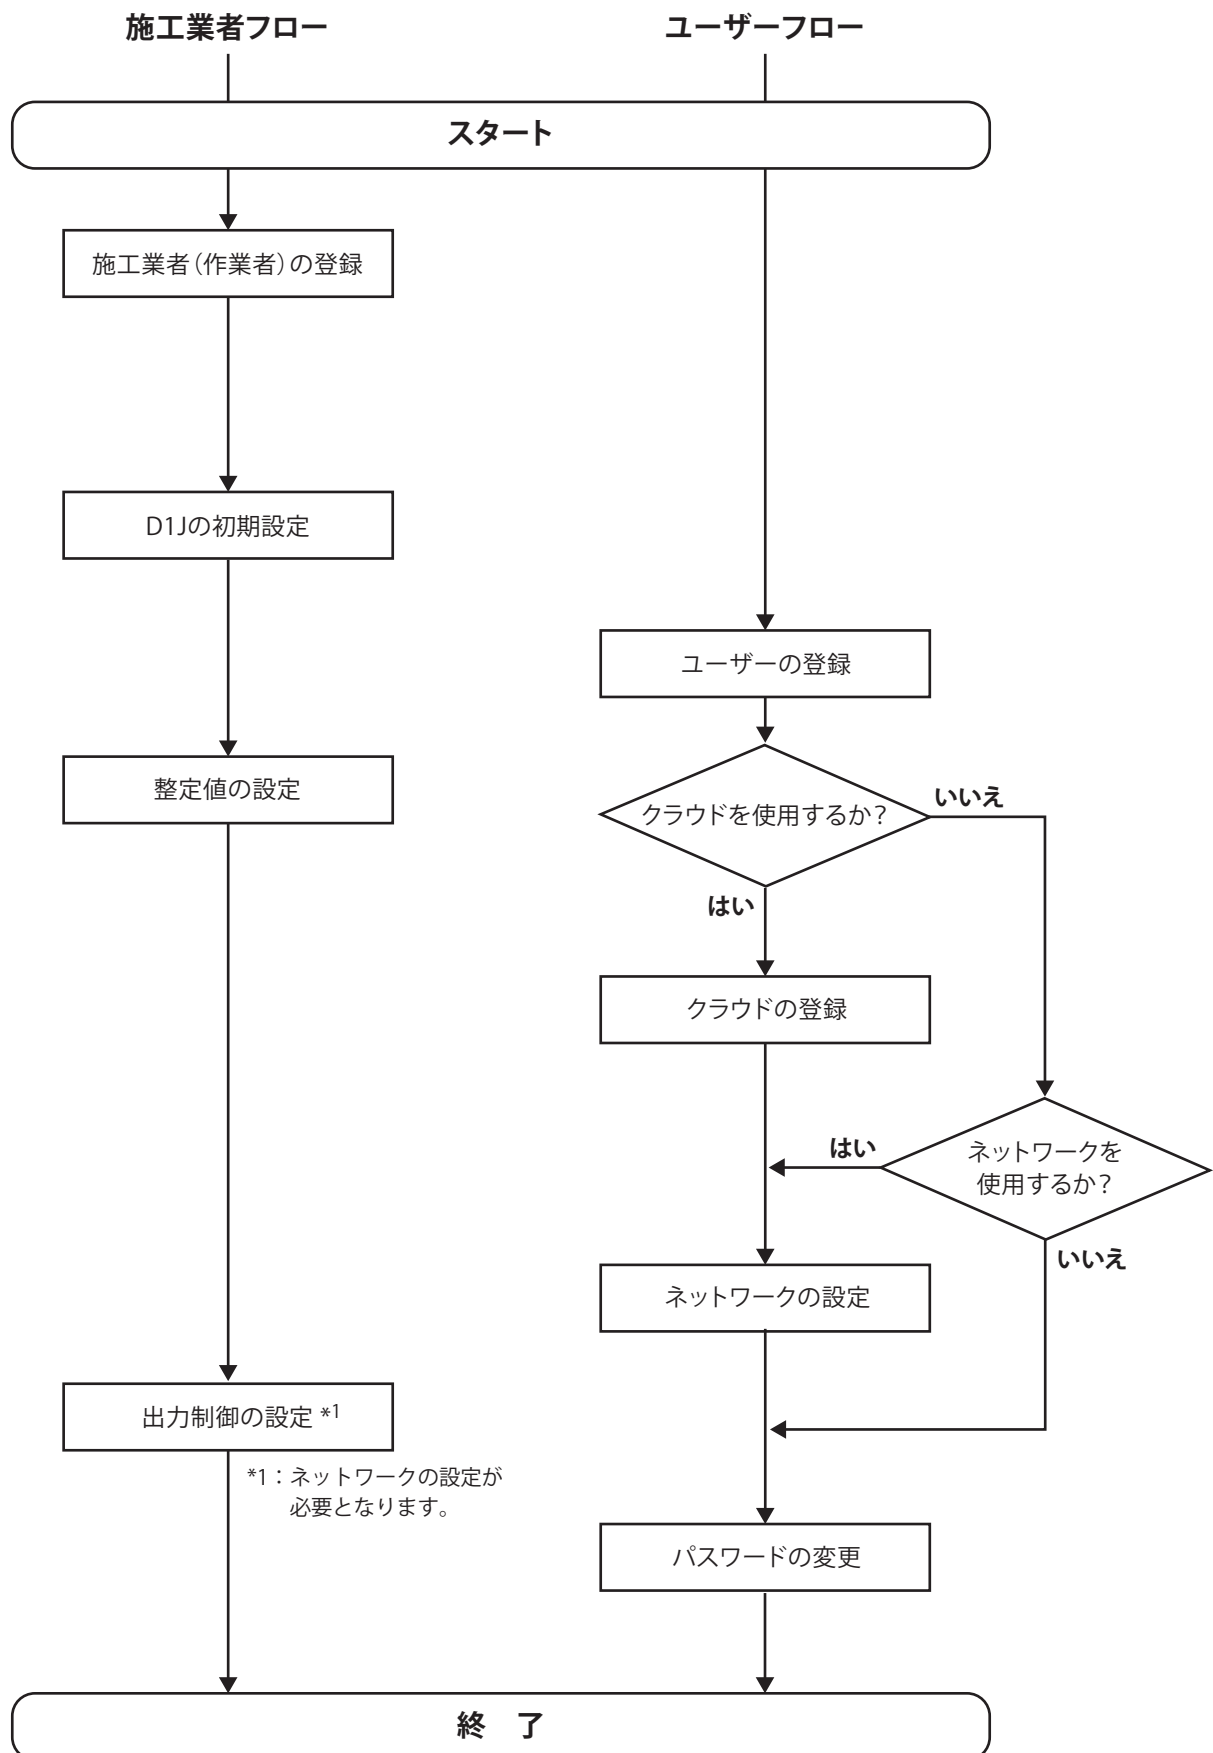 施工業者フロー
ユーザーフロー
スタート
施工業者（作業者）の登録
D1Jの初期設定
ユーザーの登録
整定値の設定
クラウドを使用するか？
いいえ
はい
クラウドの登録
はい
ネットワークを
使用するか？
いいえ
ネットワークの設定
出力制御の設定 *1
*1：ネットワークの設定が
必要となります。
パスワードの変更
終　了